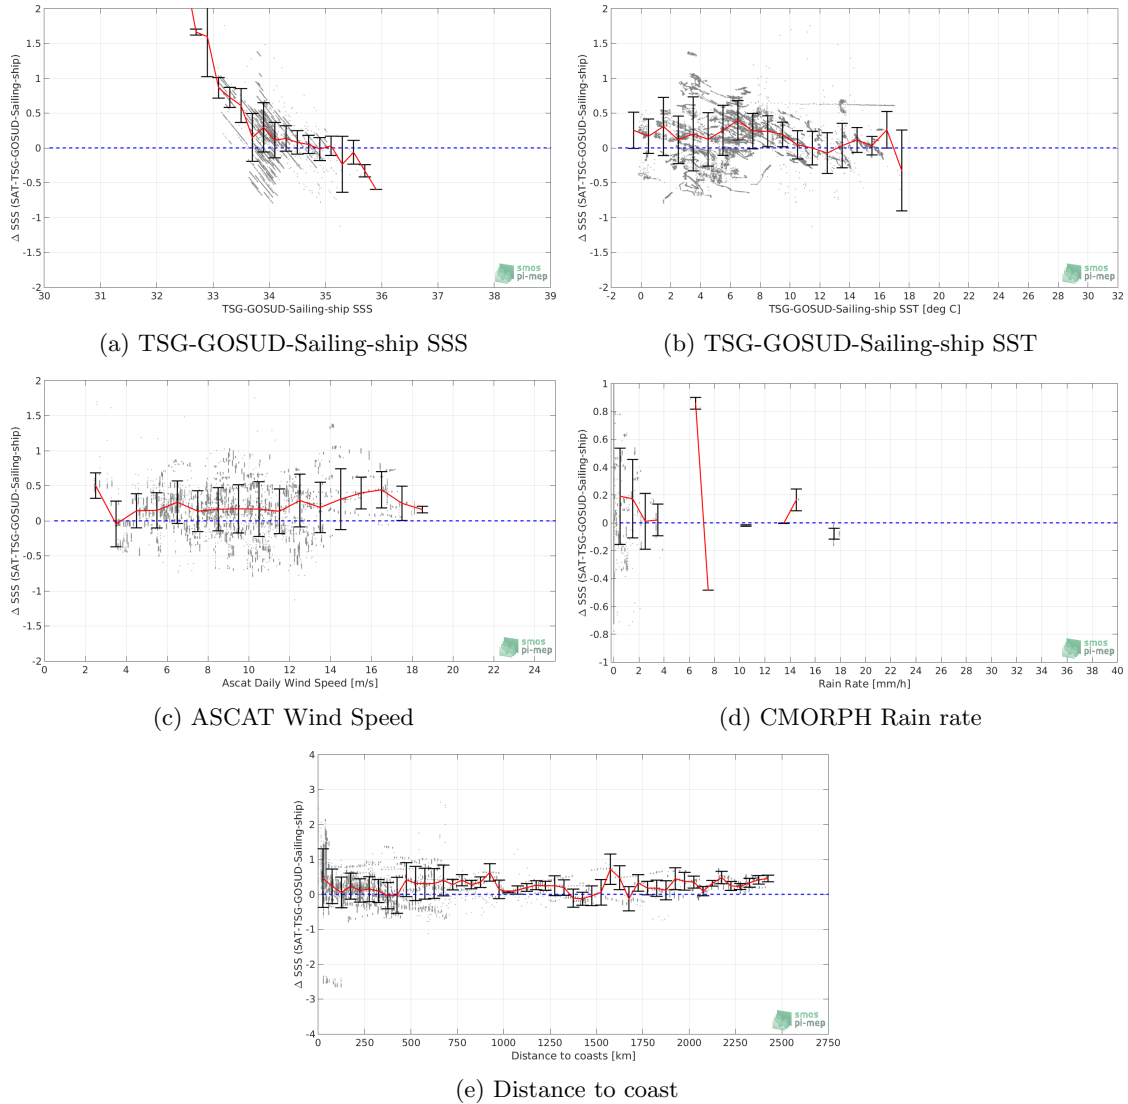 2
1.5
1
0.5
0
-0.5
-1
-1.5
-2
Δ SSS (SAT-TSG-GOSUD-Sailing-ship)
30 31 32 33 34 35 36 37 38 39
TSG-GOSUD-Sailing-ship SSS
smos
pi-mep
(a) TSG-GOSUD-Sailing-ship SSS
2
1.5
1
0.5
0
-0.5
-1
-1.5
-2
Δ SSS (SAT-TSG-GOSUD-Sailing-ship)
-2 0 2 4 6 8 10 12 14 16 18 20 22 24 26 28 30 32
TSG-GOSUD-Sailing-ship SST [deg C]
smos
pi-mep
(b) TSG-GOSUD-Sailing-ship SST
2
1.5
1
0.5
0
-0.5
-1
-1.5
-2
Δ SSS (SAT-TSG-GOSUD-Sailing-ship)
0 2 4 6 8 10 12 14 16 18 20 22 24
Ascat Daily Wind Speed [m/s]
smos
pi-mep
(c) ASCAT Wind Speed
1
0.8
0.6
0.4
0.2
0
-0.2
-0.4
-0.6
-0.8
-1
Δ SSS (SAT-TSG-GOSUD-Sailing-ship)
0 2 4 6 8 10 12 14 16 18 20 22 24 26 28 30 32 34 36 38 40
Rain Rate [mm/h]
smos
pi-mep
(d) CMORPH Rain rate
4
3
2
1
0
-1
-2
-3
-4
Δ SSS (SAT-TSG-GOSUD-Sailing-ship)
0 250 500 750 1000 1250 1500 1750 2000 2250 2500 2750
Distance to coasts [km]
smos
pi-mep
(e) Distance to coast